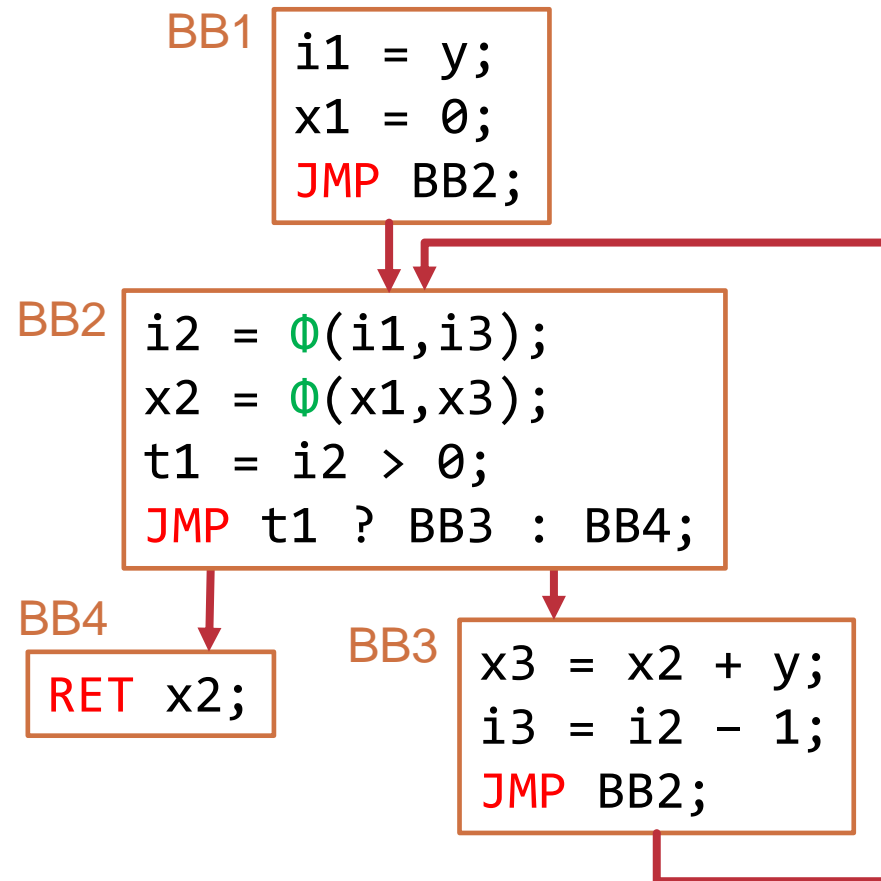 BB1
i1 = y;
x1 = 0;
JMP BB2;
BB2
i2 = Φ(i1,i3);
x2 = Φ(x1,x3);
t1 = i2 > 0;
JMP t1 ? BB3 : BB4;
BB4
RET x2;
BB3
x3 = x2 + y;
i3 = i2 − 1;
JMP BB2;